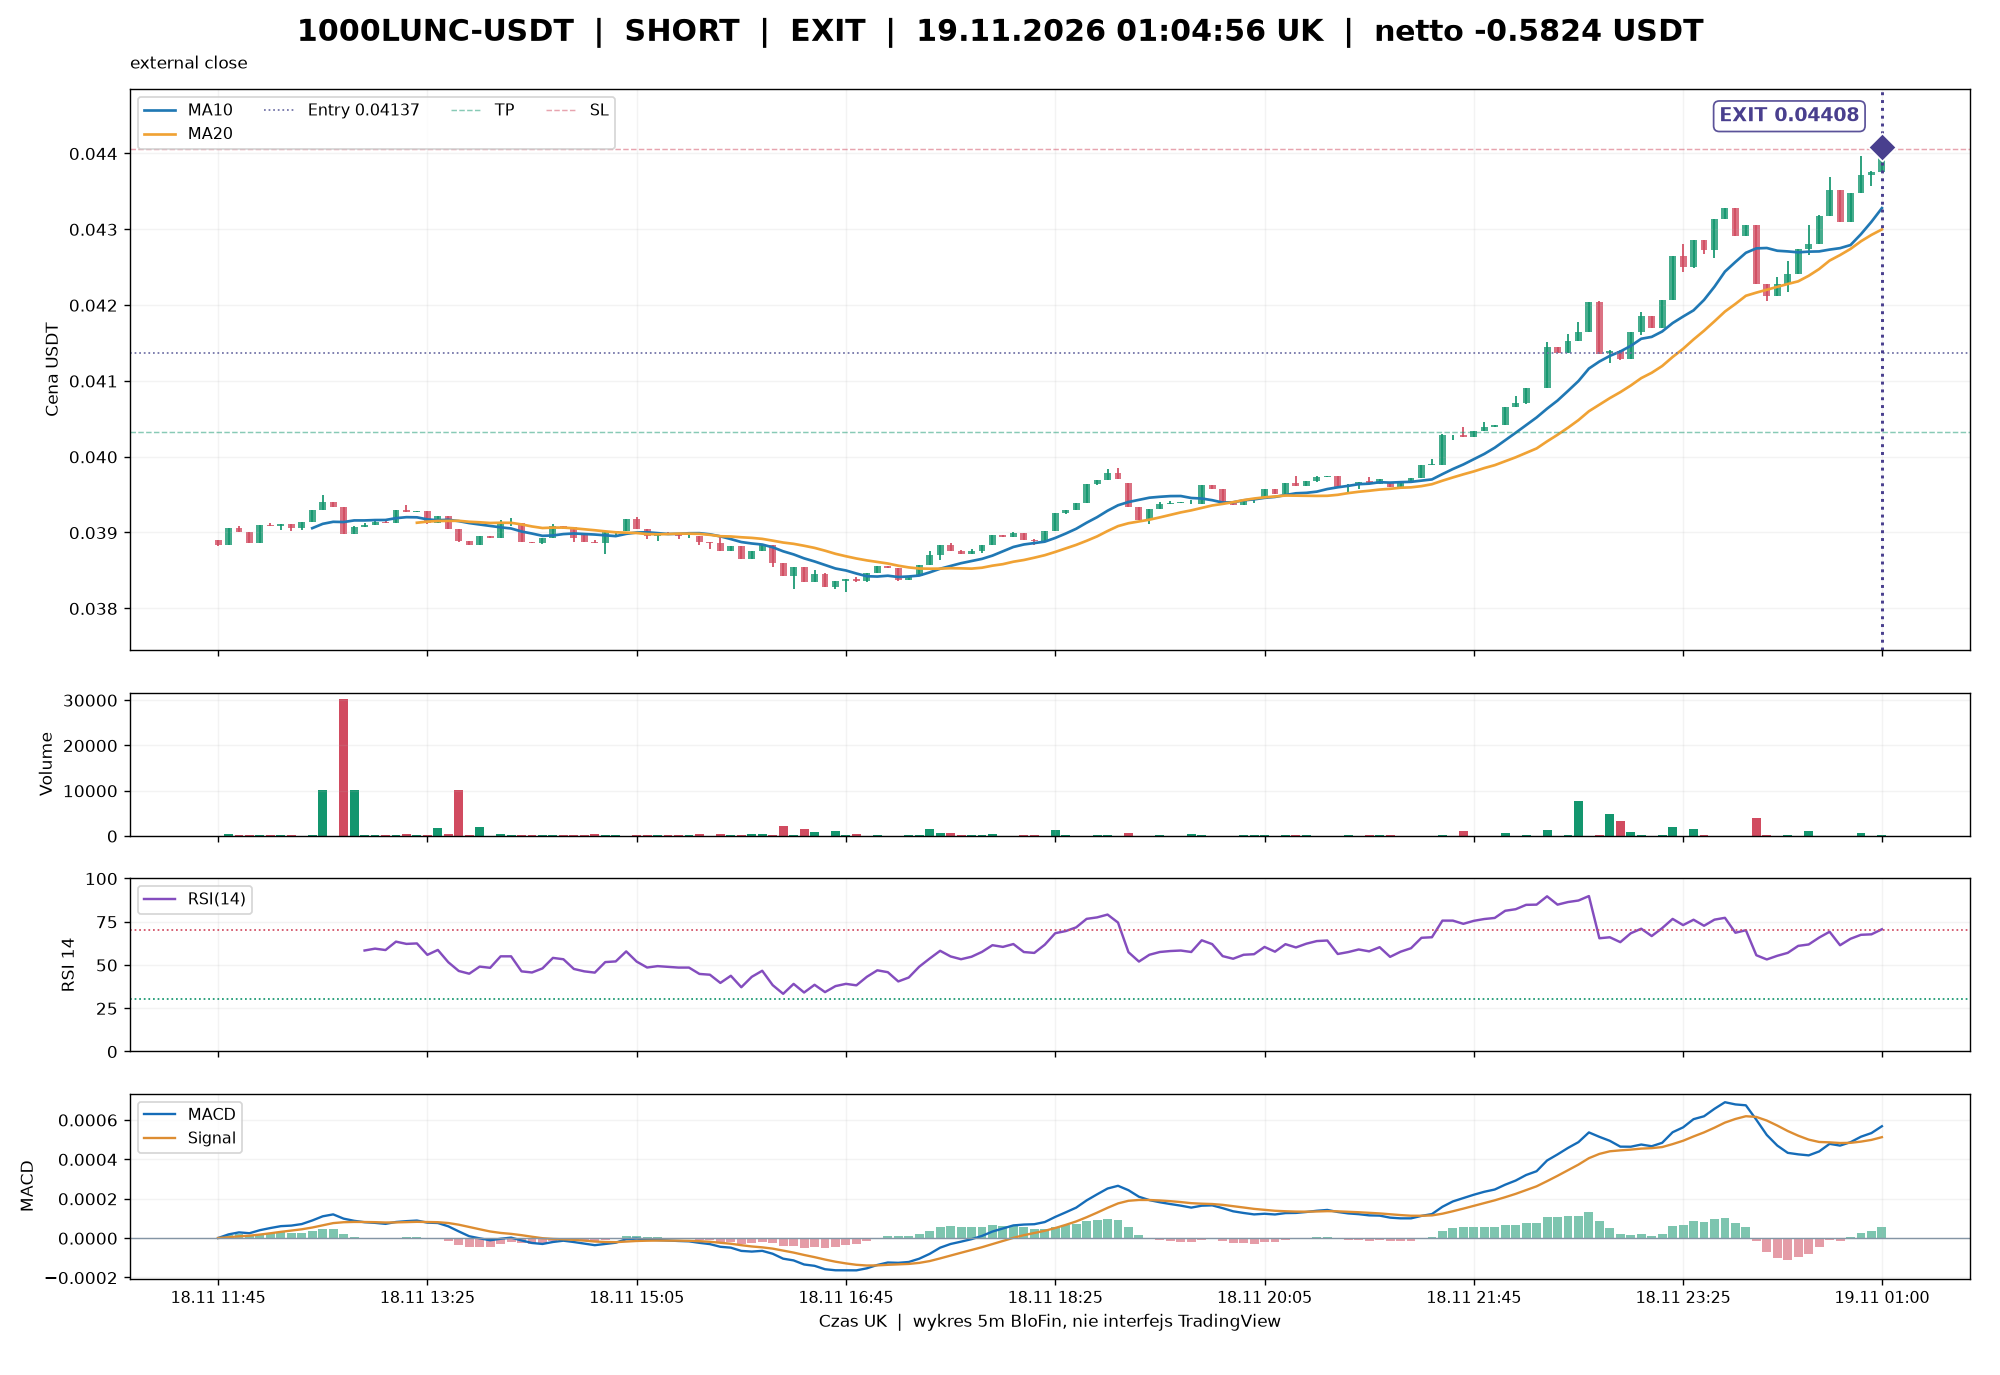 1000LUNC-USDT | SHORT | EXIT | 19.11.2026 01:04:56 UK | netto -0.5824 USDT
external close
MA10
MA20
Entry 0.04137
TP
SL
EXIT 0.04408
Cena USDT
0.044
0.043
0.042
0.041
0.040
0.039
0.038
Volume
30000
20000
10000
0
RSI(14)
RSI 14
100
75
50
25
0
MACD
Signal
MACD
0.0006
0.0004
0.0002
0.0000
−0.0002
18.11 11:45
18.11 13:25
18.11 15:05
18.11 16:45
18.11 18:25
18.11 20:05
18.11 21:45
18.11 23:25
19.11 01:00
Czas UK | wykres 5m BloFin, nie interfejs TradingView